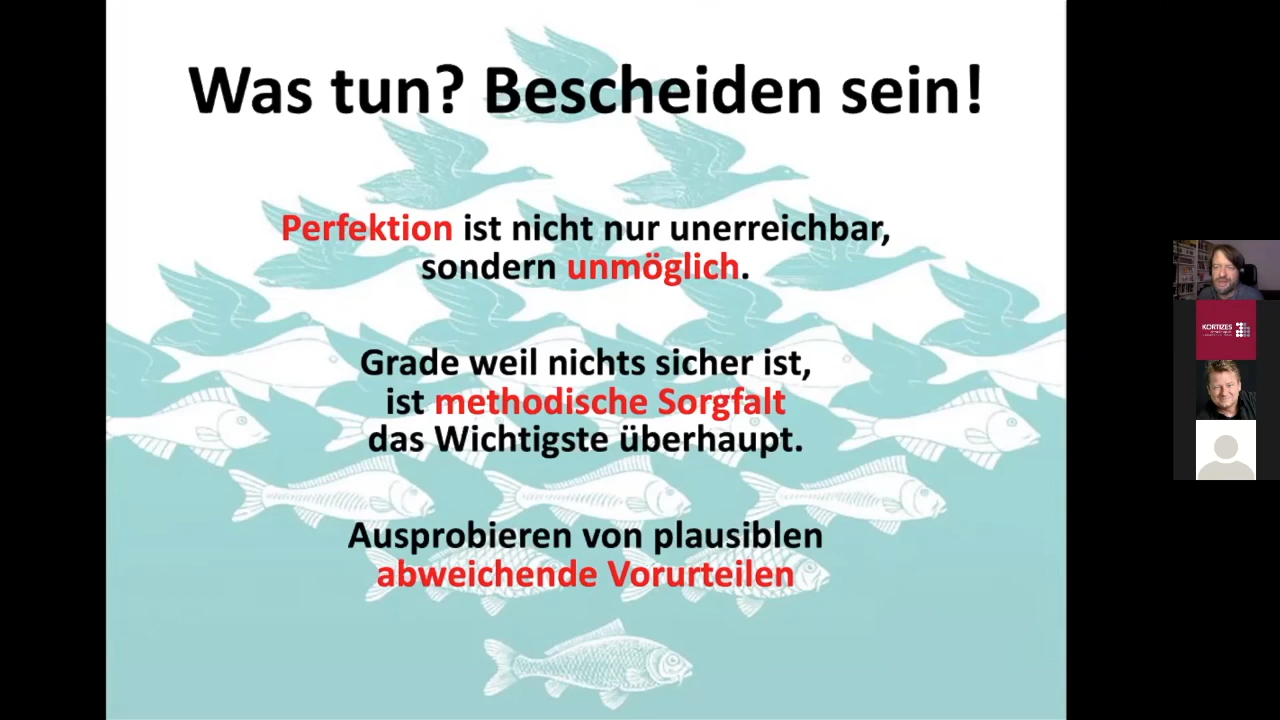 Was tun? Bescheiden sein!
Perfektion ist nicht nur unerreichbar,
sondern unmöglich.
Grade weil nichts sicher ist,
ist methodische Sorgfalt
das Wichtigste überhaupt.
Ausprobieren von plausiblen
abweichende Vorurteilen
KORTIZES